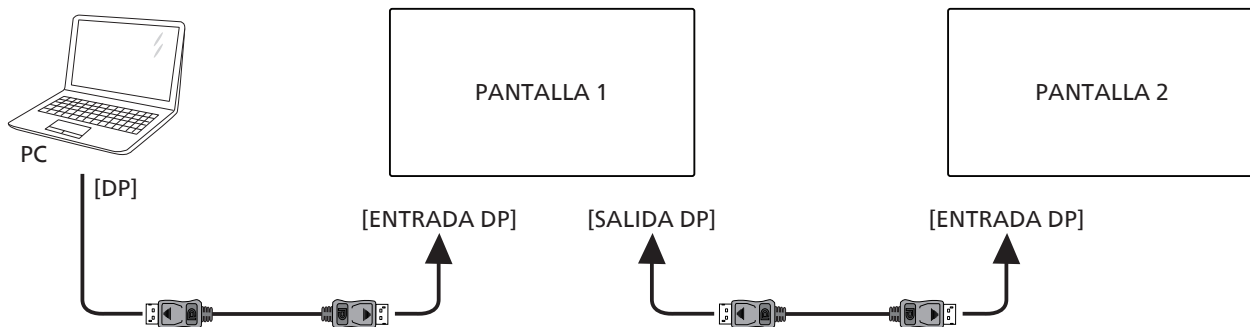 PANTALLA 1
PANTALLA 2
PC
[DP]
[ENTRADA DP]
[SALIDA DP]
[ENTRADA DP]